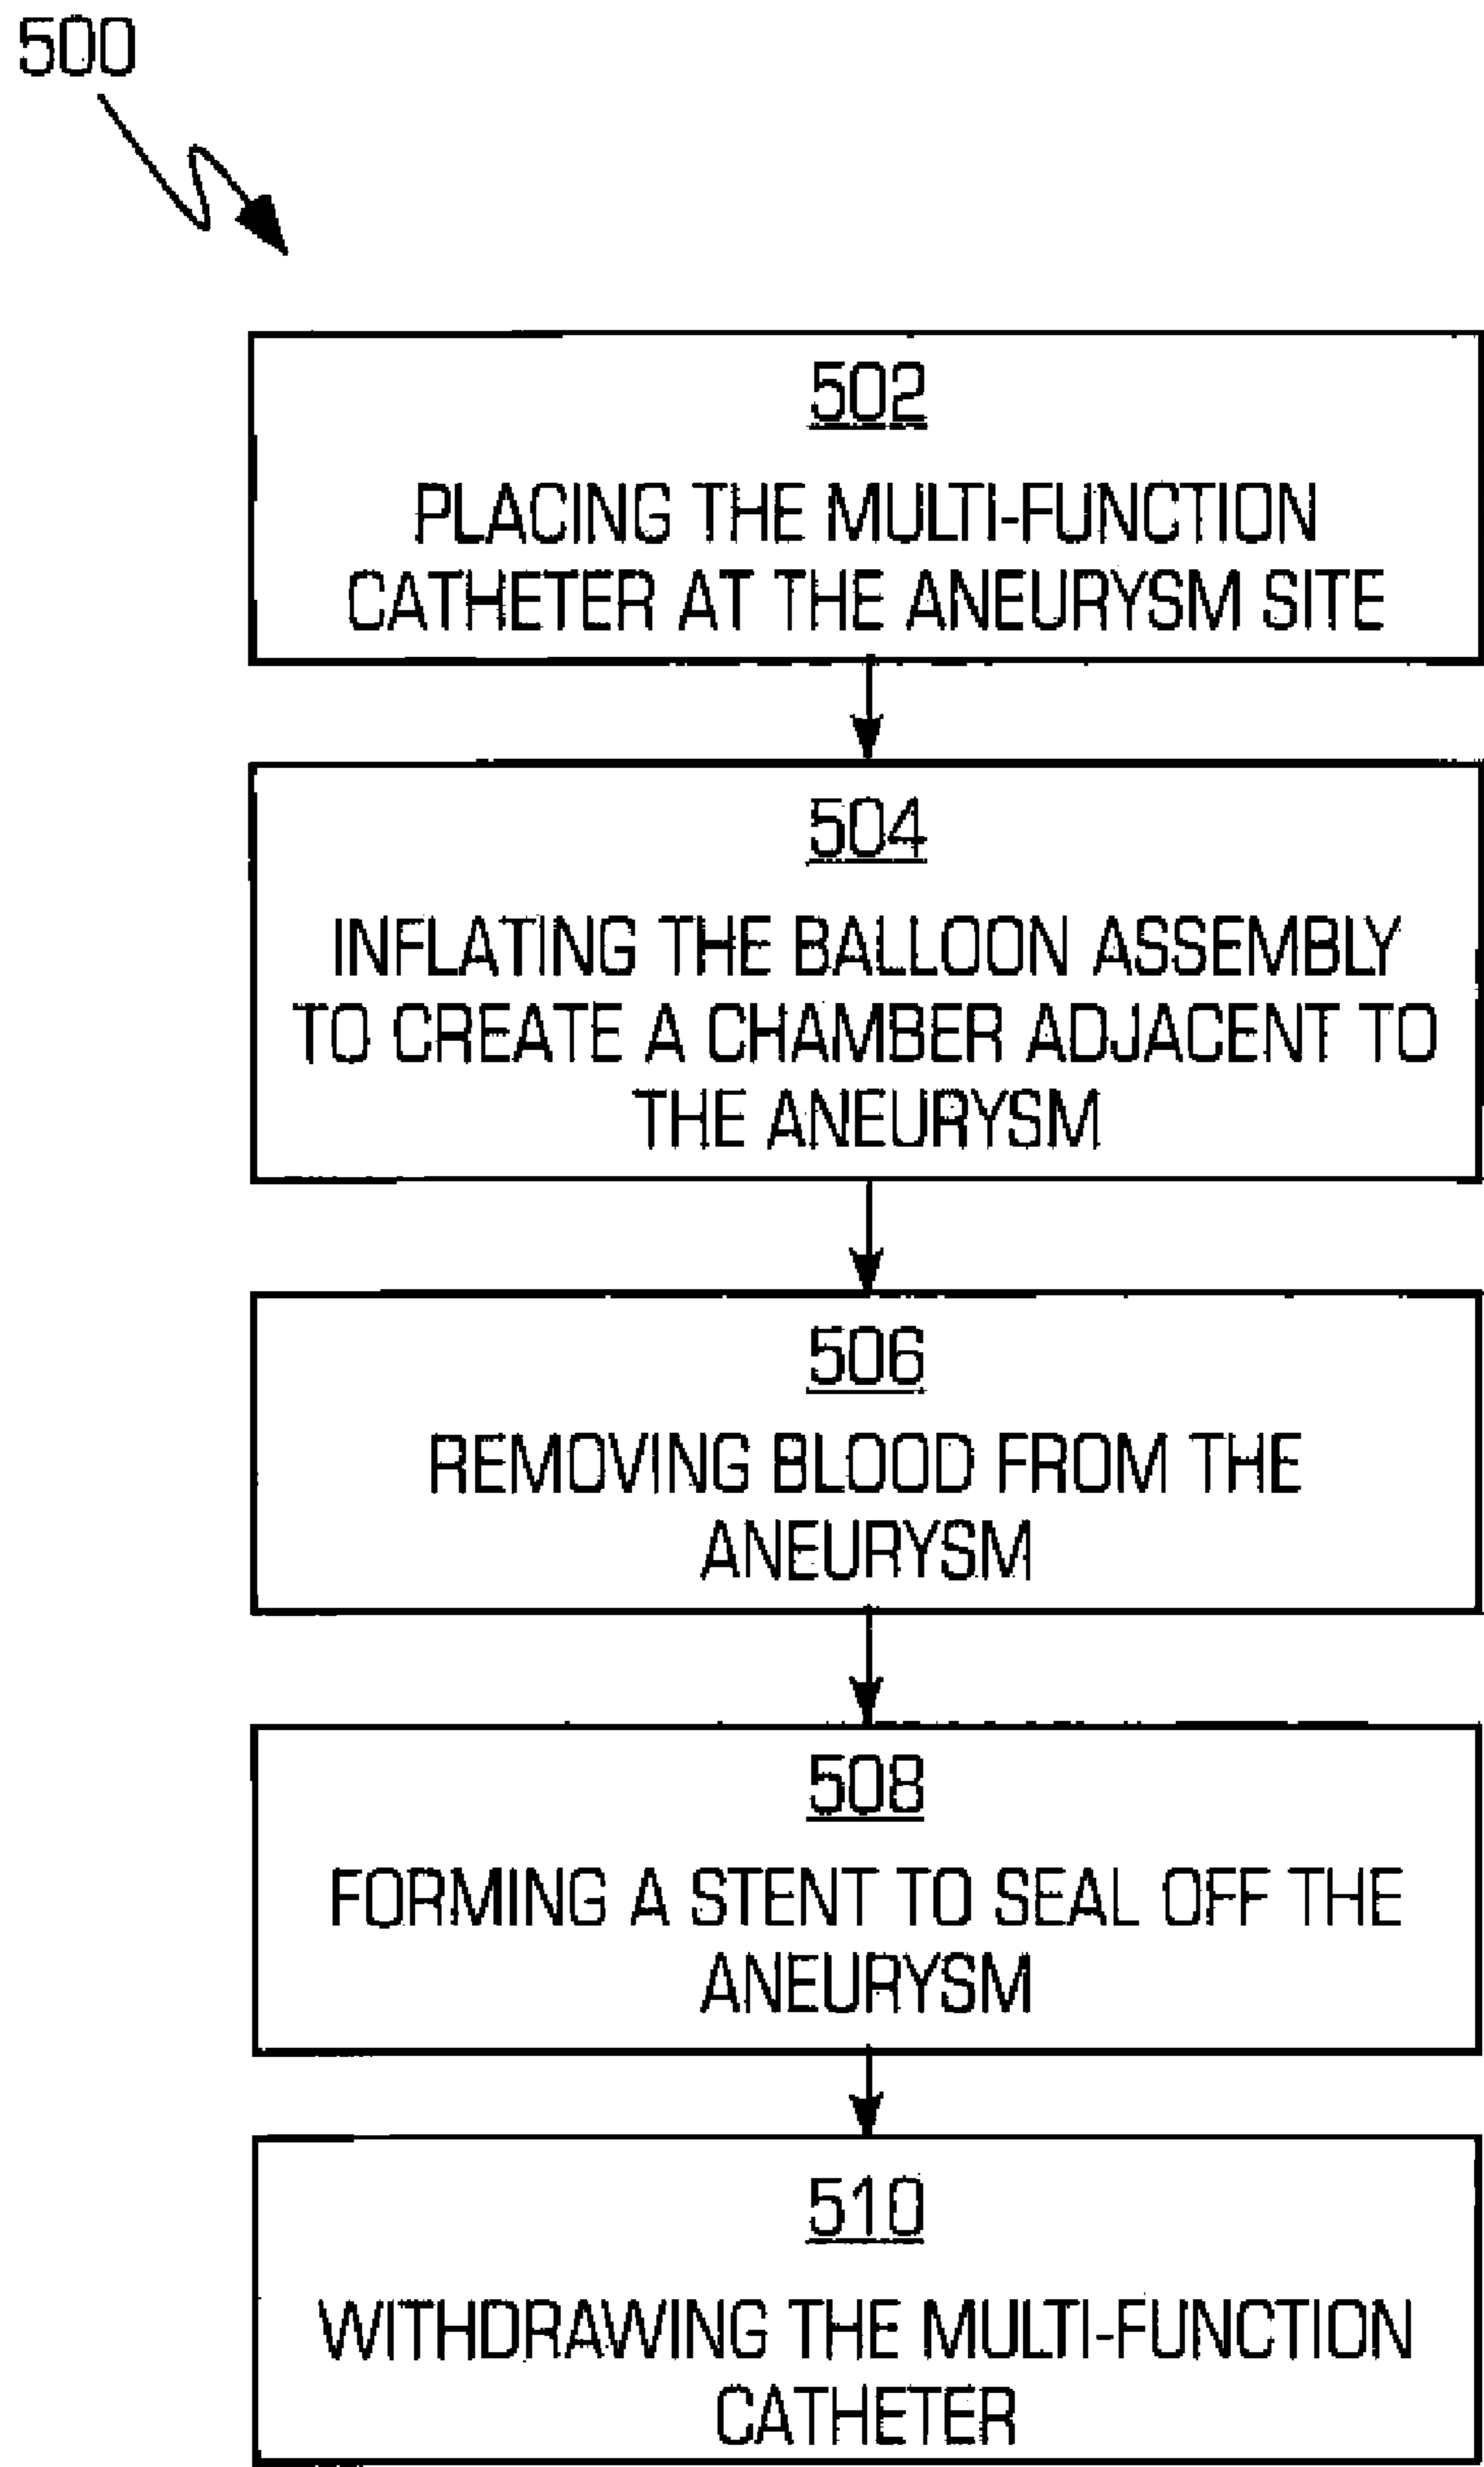 500
502
PLACING THE MULTI-FUNCTION
CATHETER AT THE ANEURYSM SITE
504
INFLATING THE BALLOON ASSEMBLY
TO CREATE A CHAMBER ADJACENT TO
THE ANEURYSM
506
REMOVING BLOOD FROM THE
ANEURYSM
508
FORMING A STENT TO SEAL OFF THE
ANEURYSM
510
WITHDRAWING THE MULTI-FUNCTION
CATHETER